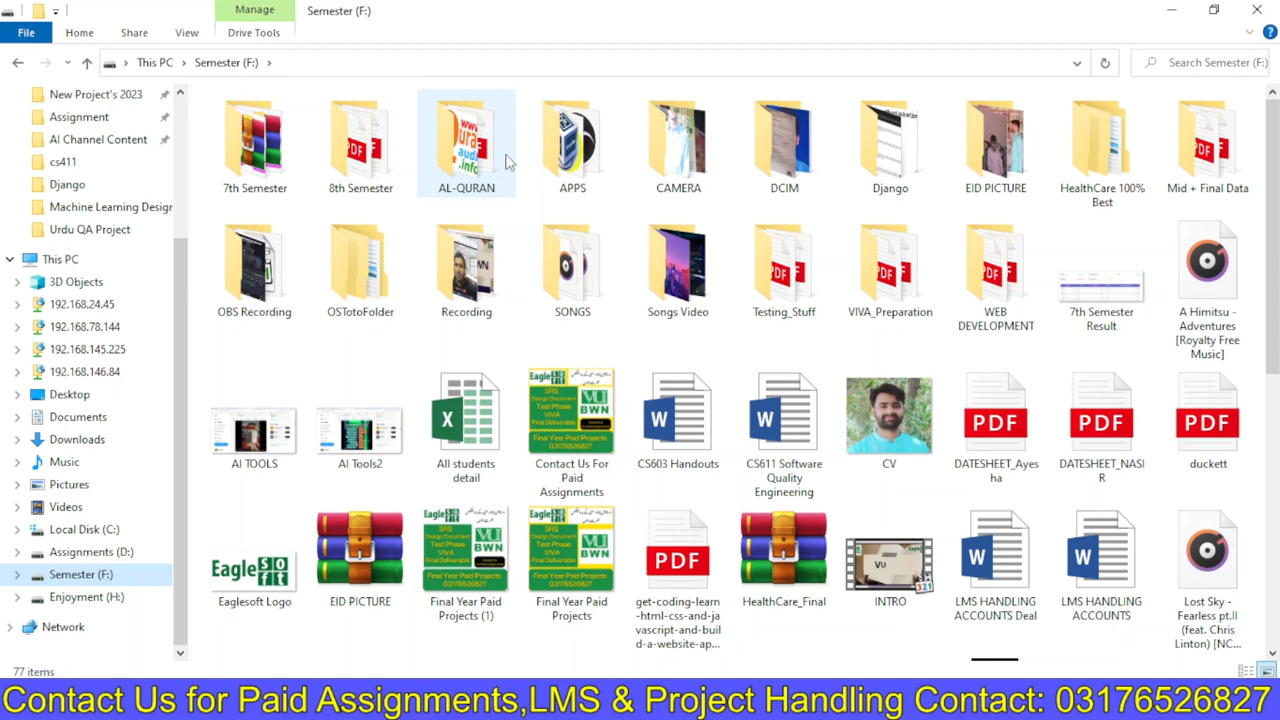 Manage
Semester (F:)
File
Home
Share
View
Drive Tools
This PC
Semester (F:)
Search Semester (F:)
New Project's 2023
Assignment
AI Channel Content
cs411
Django
Machine Learning Design
Urdu QA Project
This PC
3D Objects
192.168.24.45
192.168.78.144
192.168.145.225
192.168.146.84
Desktop
Documents
Downloads
Music
Pictures
Videos
Local Disk (C:)
Assignments (D:)
Semester (F:)
Enjoyment (H:)
Network
7th Semester
8th Semester
AL-QURAN
APPS
CAMERA
DCIM
Django
EID PICTURE
HealthCare 100%
Best
Mid + Final Data
OBS Recording
OSTotoFolder
Recording
SONGS
Songs Video
Testing_Stuff
VIVA_Preparation
WEB
DEVELOPMENT
7th Semester
Result
A Himitsu -
Adventures
[Royalty Free
Music]
AI TOOLS
AI Tools2
All students
detail
Contact Us For
Paid
Assignments
CS603 Handouts
CS611 Software
Quality
Engineering
CV
DATESHEET_Ayes
ha
DATESHEET_NASI
R
duckett
Eaglesoft Logo
EID PICTURE
Final Year Paid
Projects (1)
Final Year Paid
Projects
get-coding-learn
-html-css-and-ja
vascript-and-buil
d-a-website-ap...
HealthCare_Final
INTRO
LMS HANDLING
ACCOUNTS Deal
LMS HANDLING
ACCOUNTS
Lost Sky -
Fearless pt.II
(feat. Chris
Linton) [NC...
77 items
Contact Us for Paid Assignments,LMS & Project Handling Contact: 03176526827